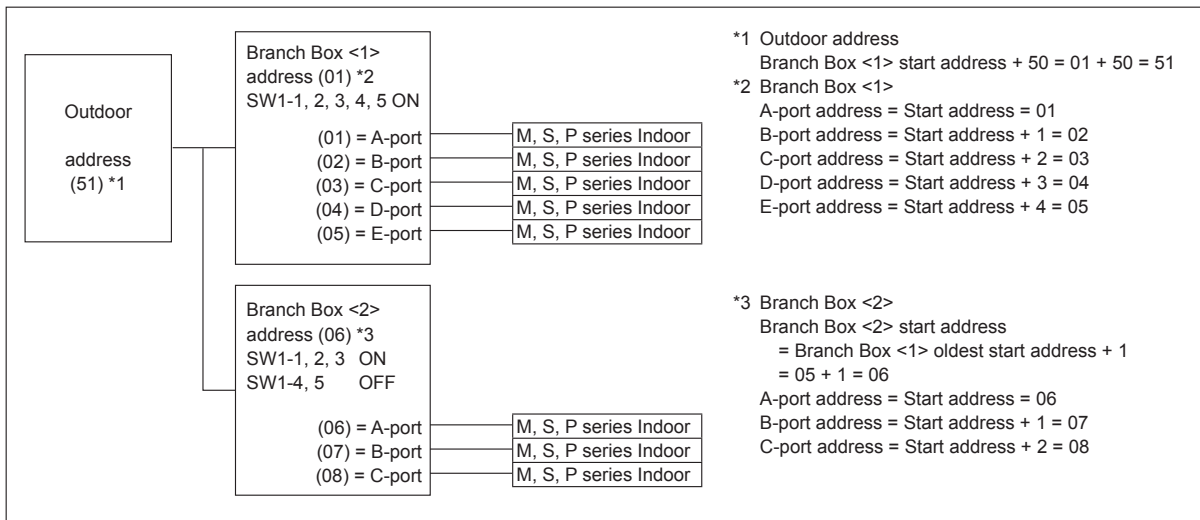 Outdoor
address
(51) *1
Branch Box <1>
address (01) *2
SW1-1, 2, 3, 4, 5 ON
(01) = A-port
M, S, P series Indoor
(02) = B-port
M, S, P series Indoor
(03) = C-port
M, S, P series Indoor
(04) = D-port
M, S, P series Indoor
(05) = E-port
M, S, P series Indoor
Branch Box <2>
address (06) *3
SW1-1, 2, 3 ON
SW1-4, 5 OFF
(06) = A-port
M, S, P series Indoor
(07) = B-port
M, S, P series Indoor
(08) = C-port
M, S, P series Indoor
*1 Outdoor address
Branch Box <1> start address + 50 = 01 + 50 = 51
*2 Branch Box <1>
A-port address = Start address = 01
B-port address = Start address + 1 = 02
C-port address = Start address + 2 = 03
D-port address = Start address + 3 = 04
E-port address = Start address + 4 = 05
*3 Branch Box <2>
Branch Box <2> start address
= Branch Box <1> oldest start address + 1
= 05 + 1 = 06
A-port address = Start address = 06
B-port address = Start address + 1 = 07
C-port address = Start address + 2 = 08